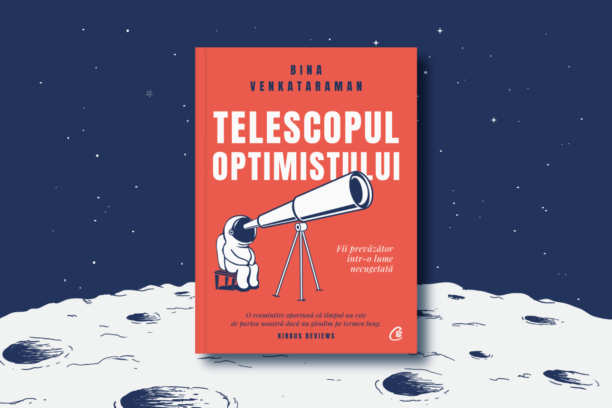 BINA
VENKATARAMAN
TELESCOPUL
OPTIMISTULUI
Fii prevăzător
într-o lume
necugetată
O reamintire oportună că timpul nu este
de partea noastră dacă nu gândim pe termen lung.
KIRKUS REVIEWS